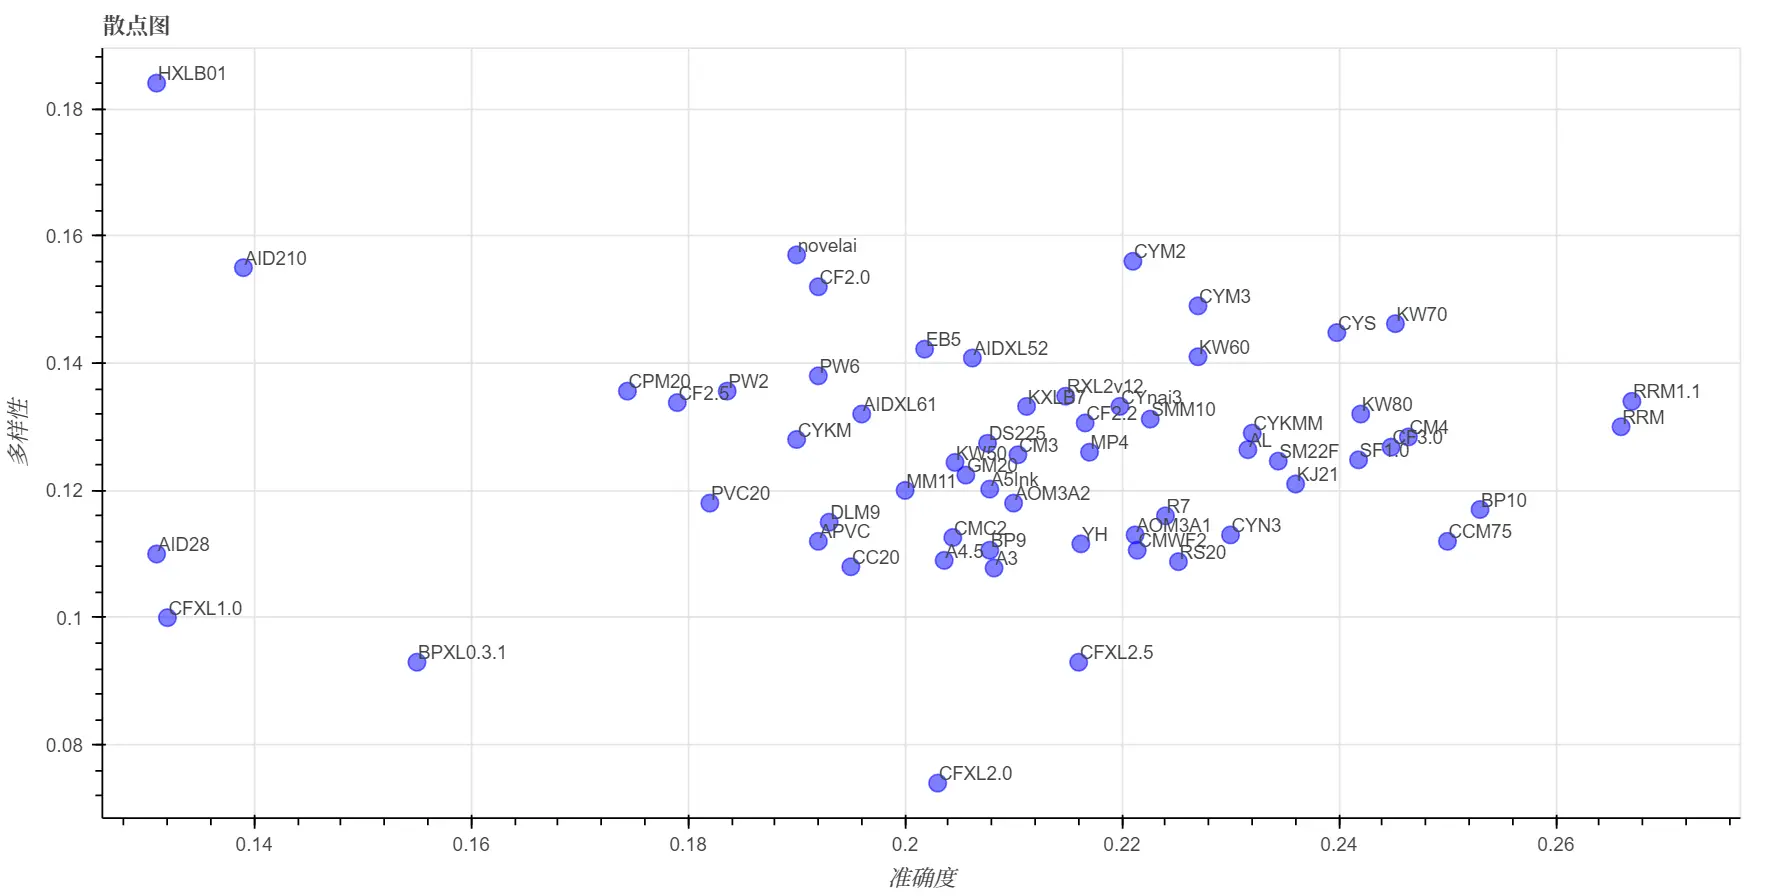 散点图
HXLB01
0.18
novelai
CYM2
0.16
AID210
CF2.0
CYM3
KW70
CYS
EB5
AIDXL52
KW60
0.14
PW6
CPM20
PW2
RXL2v12
RRM1.1
CF2.5
KXLB7
CYnai3
AIDXL61
CF2.2
SMM10
KW80
RRM
CYKM
CYKMM
CM4
DS225
CM3
MP4
AL
CF3.0
KW50
SM22F
SF1.0
GM20
KJ21
MM11
A5Ink
0.12
PVC20
AOM3A2
BP10
R7
DLM9
APVC
CMC2
YH
AOM3A1
CYN3
CCM75
BP9
CMWF2
AID28
CC20
A4.5
A3
RS20
CFXL1.0
0.1
BPXL0.3.1
CFXL2.5
0.08
CFXL2.0
多样性
0.14
0.16
0.18
0.2
0.22
0.24
0.26
准确度